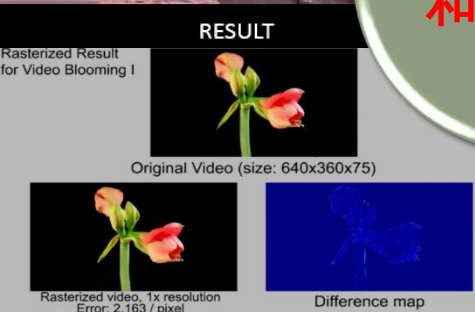 和
RESULT
Rasterized Result
for Video Blooming I
Original Video (size: 640x360x75)
Rasterized video, 1x resolution
Error: 2.163 / pixel
Difference map